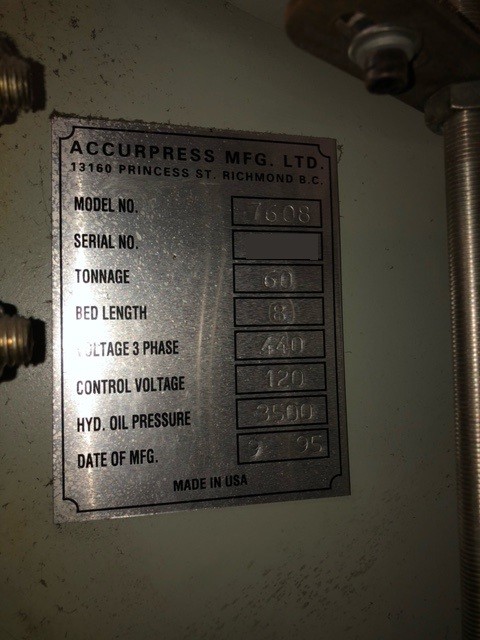 ACCURPRESS MFG. LTD.
13160 PRINCESS ST. RICHMOND B.C.
MODEL NO. 7608
SERIAL NO.
TONNAGE 60
BED LENGTH 8
VOLTAGE 3 PHASE 440
CONTROL VOLTAGE 120
HYD. OIL PRESSURE 3500
DATE OF MFG. 9 95
MADE IN USA